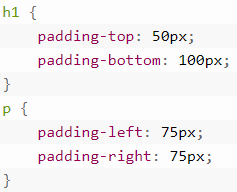 h1 {
    padding-top: 50px;
    padding-bottom: 100px;
}
p {
    padding-left: 75px;
    padding-right: 75px;
}